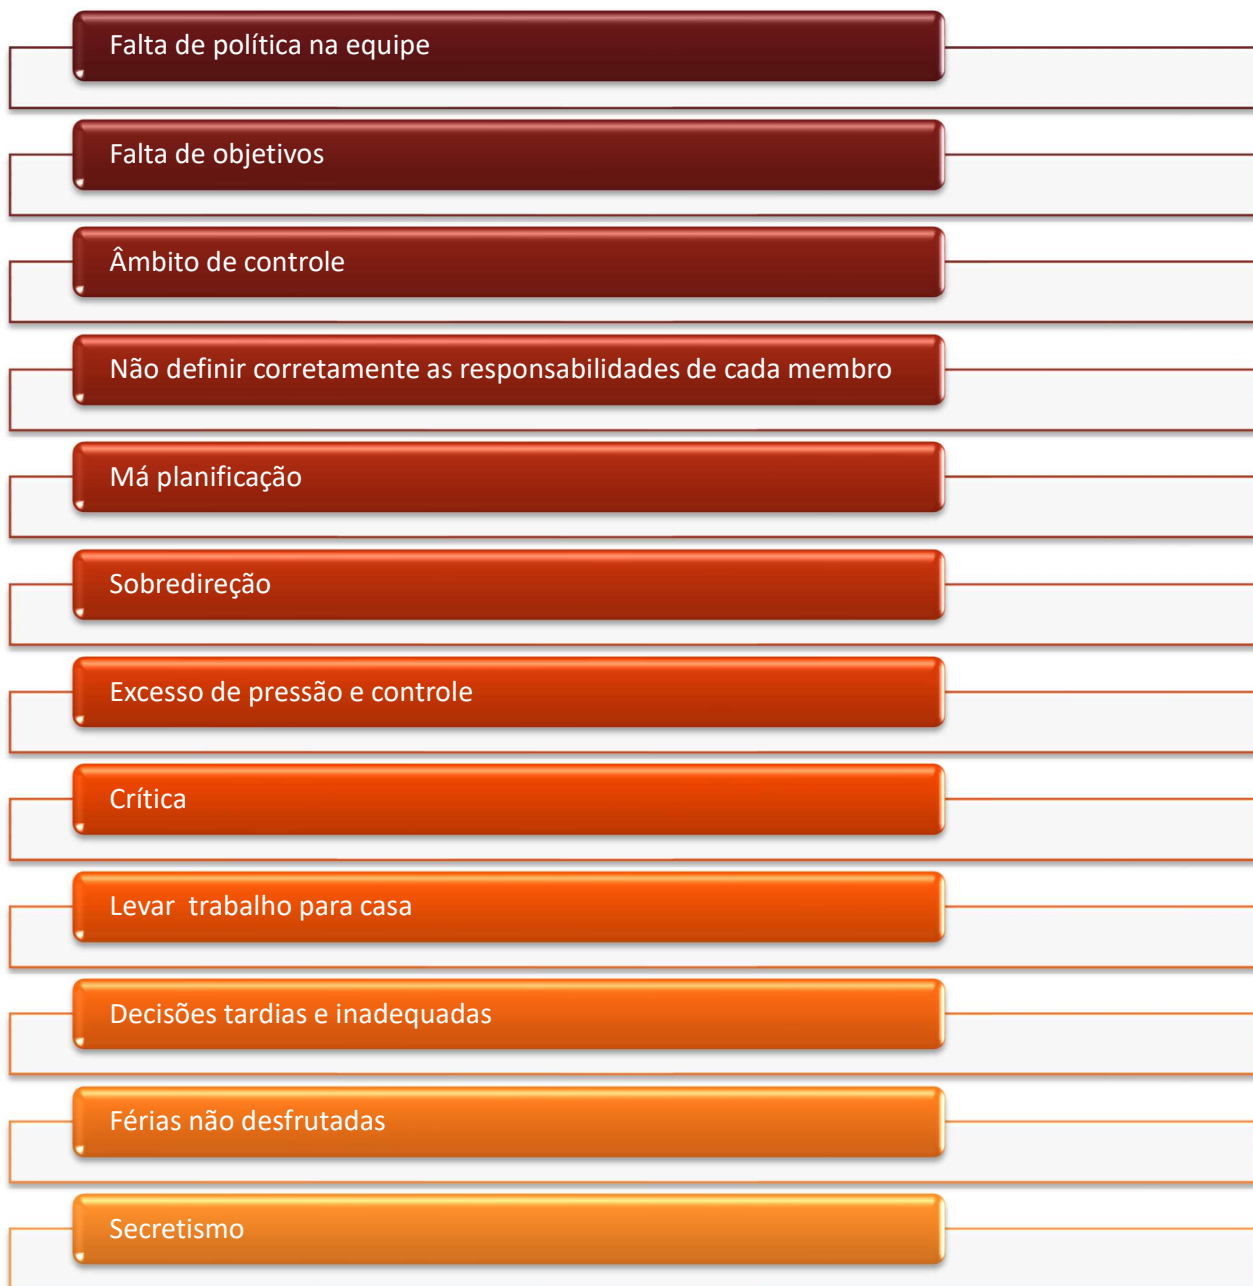 Falta de política na equipe
Falta de objetivos
Âmbito de controle
Não definir corretamente as responsabilidades de cada membro
Má planificação
Sobredireção
Excesso de pressão e controle
Crítica
Levar  trabalho para casa
Decisões tardias e inadequadas
Férias não desfrutadas
Secretismo